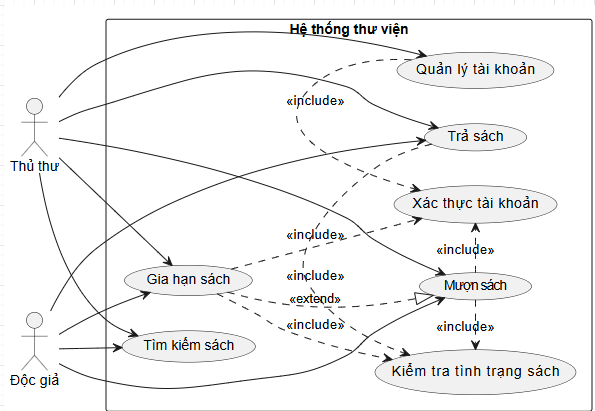 Hệ thống thư viện
Quản lý tài khoản
«include»
Trả sách
Thủ thư
Xác thực tài khoản
«include»
«include»
«include»
Gia hạn sách
Mượn sách
«extend»
«include»
«include»
Tìm kiếm sách
Kiểm tra tình trạng sách
Độc giả